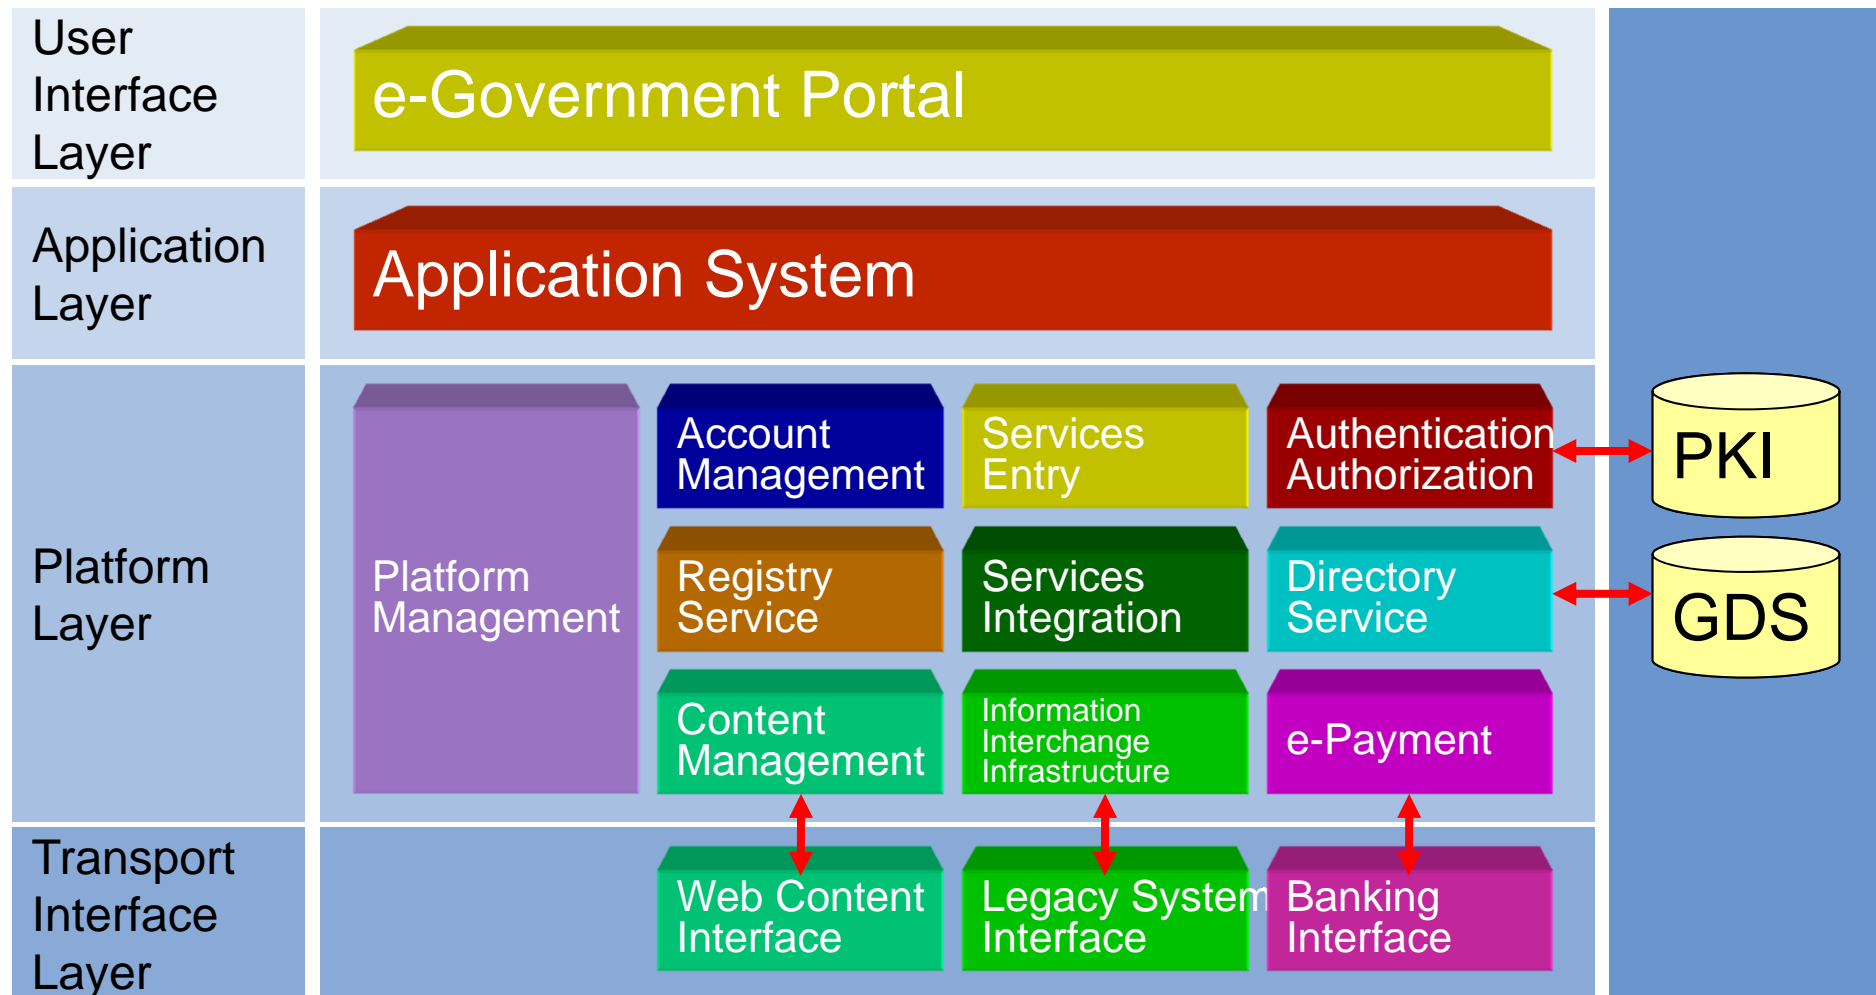 User
Interface
Layer
e-Government Portal
Application
Layer
Application System
Platform
Layer
Platform
Management
Account
Management
Services
Entry
Authentication
Authorization
PKI
Registry
Service
Services
Integration
Directory
Service
GDS
Content
Management
Information
Interchange
Infrastructure
e-Payment
Transport
Interface
Layer
Web Content
Interface
Legacy System
Interface
Banking
Interface